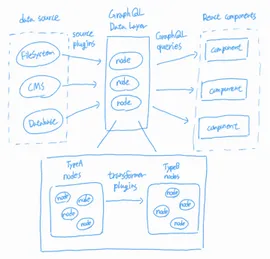 data source
FileSystem
CMS
Database
source
plugins
GraphQL
Data Layer
node
node
node
GraphQL
queries
React components
component
component
component
TypeA
nodes
node
node
node
node
transformer
plugins
TypeB
nodes
node
node
node
node